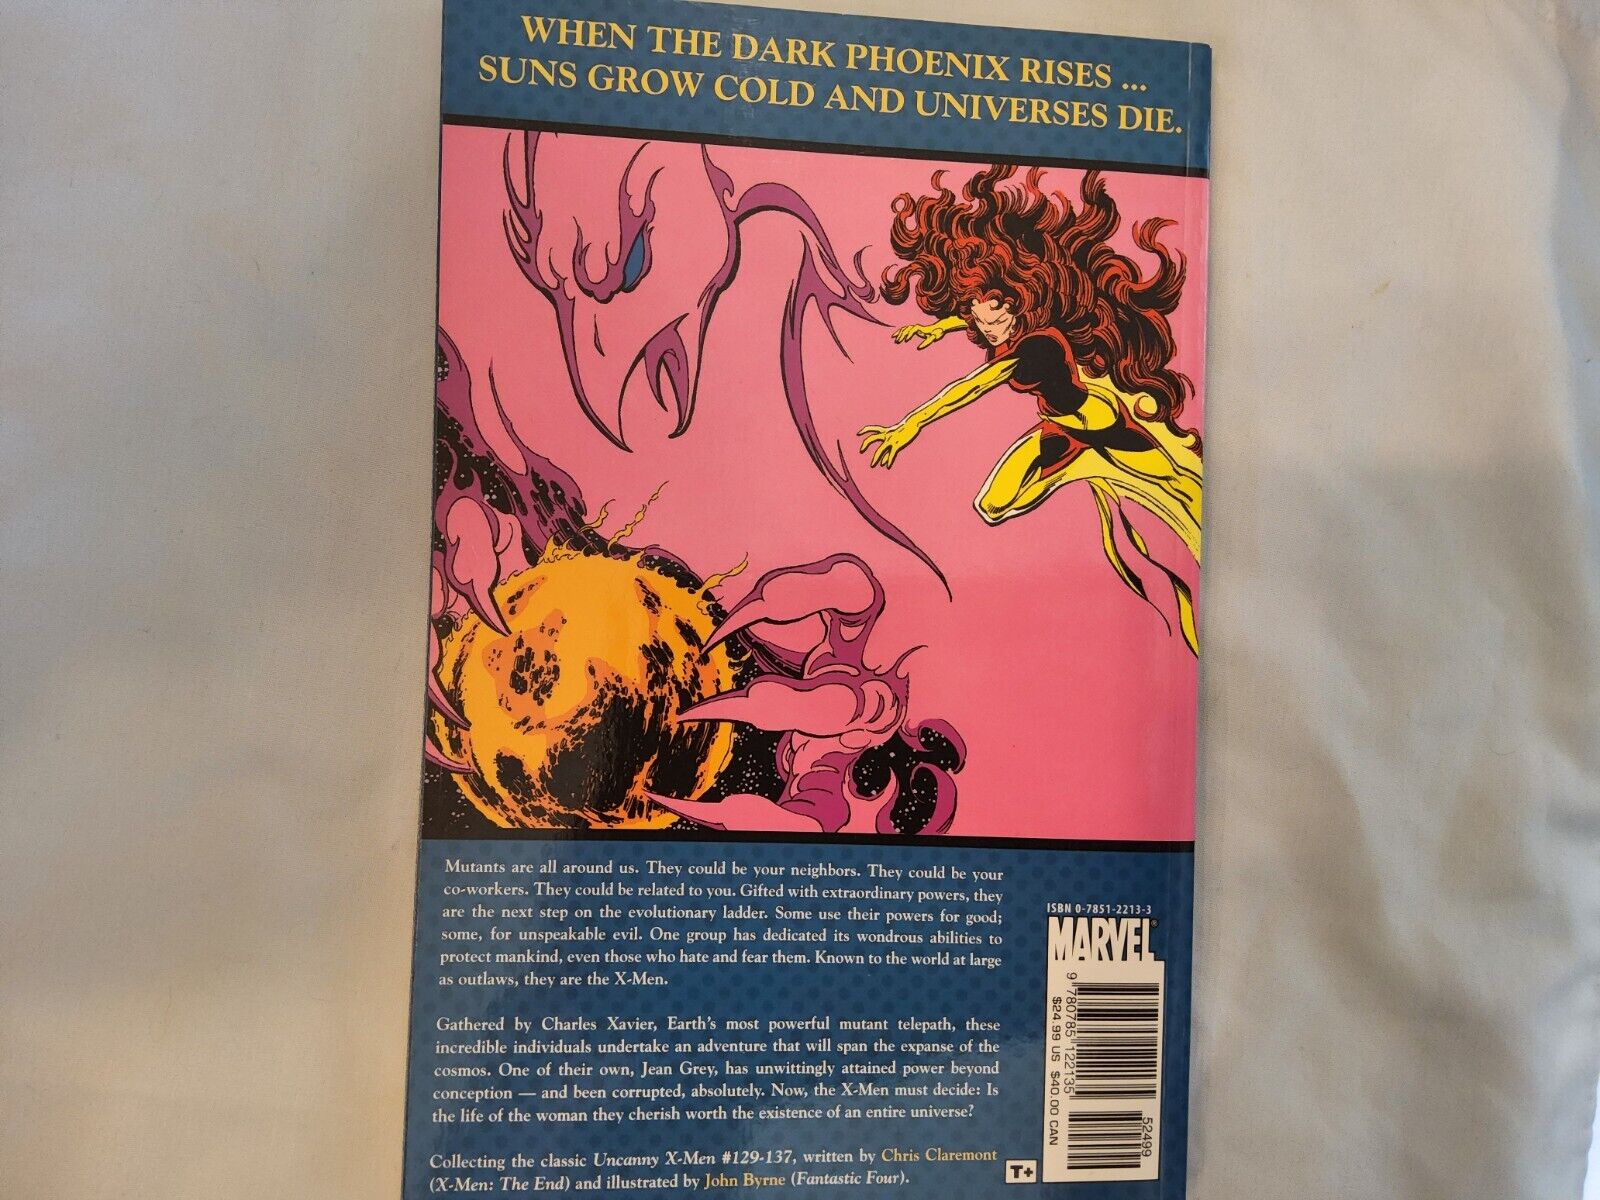 WHEN THE DARK PHOENIX RISES ...
SUNS GROW COLD AND UNIVERSES DIE.
Mutants are all around us. They could be your neighbors. They could be your
co-workers. They could be related to you. Gifted with extraordinary powers, they
are the next step on the evolutionary ladder. Some use their powers for good;
some, for unspeakable evil. One group has dedicated its wondrous abilities to
protect mankind, even those who hate and fear them. Known to the world at large
as outlaws, they are the X-Men.
Gathered by Charles Xavier, Earth's most powerful mutant telepath, these
incredible individuals undertake an adventure that will span the expanse of the
cosmos. One of their own, Jean Grey, has unwittingly attained power beyond
conception — and been corrupted, absolutely. Now, the X-Men must decide: Is
the life of the woman they cherish worth the existence of an entire universe?
Collecting the classic Uncanny X-Men #129-137, written by Chris Claremont
(X-Men: The End) and illustrated by John Byrne (Fantastic Four).
T+
ISBN 0-7851-2213-3
MARVEL®
9 780785 122135
52499
$24.99 US $40.00 CAN